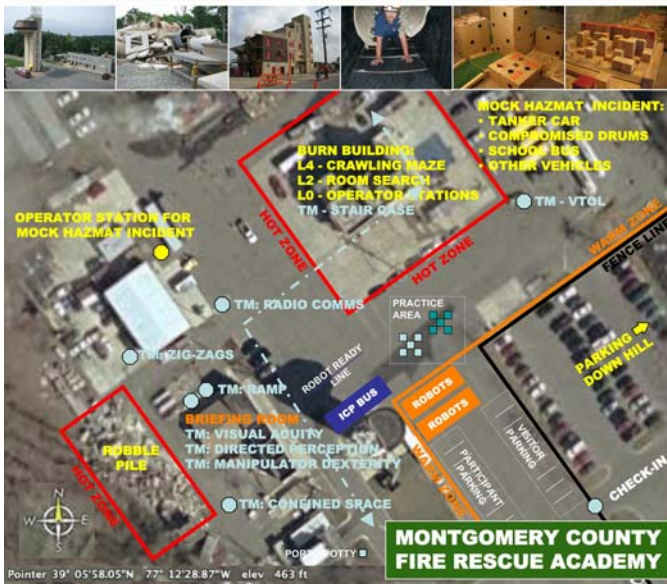 MOCK HAZMAT INCIDENT:
• TANKER CAR
• COMPROMISED DRUMS
• SCHOOL BUS
• OTHER VEHICLES
BURN BUILDING:
L4 - CRAWLING MAZE
L2 - ROOM SEARCH
L0 - OPERATOR STATIONS
TM - STAIR CASE
TM - VTOL
OPERATOR STATION FOR
MOCK HAZMAT INCIDENT
HOT ZONE
HOT ZONE
WARM ZONE
FENCE LINE
TM: RADIO COMMS
PRACTICE
AREA
TM: ZIG-ZAGS
ROBOT READY
LINE
PARKING
DOWN HILL
TM: RAMP
ICP BUS
ROBOTS
ROBOTS
BRIEFING ROOM -
TM: VISUAL ACUITY
TM: DIRECTED PERCEPTION
TM: MANIPULATOR DEXTERITY
ROBBLE
PILE
HOT ZONE
WARM ZONE
PARTICIPANT
PARKING
VISITOR
PARKING
CHECK-IN
TM: CONFINED SPACE
N
W E
S
PORTA POTTY
MONTGOMERY COUNTY
FIRE RESCUE ACADEMY
Pointer 39° 05'58.05"N 77° 12'28.87"W elev 463 ft